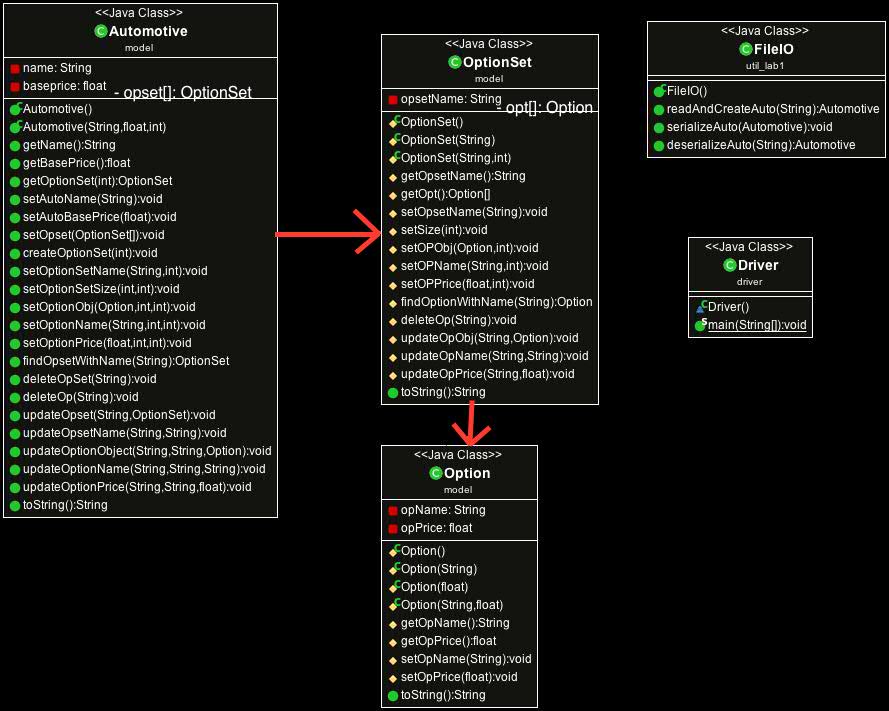 <<Java Class>>
Automotive
model
name: String
baseprice: float
- opset[]: OptionSet
Automotive()
Automotive(String,float,int)
getName():String
getBasePrice():float
getOptionSet(int):OptionSet
setAutoName(String):void
setAutoBasePrice(float):void
setOpset(OptionSet[]):void
createOptionSet(int):void
setOptionSetName(String,int):void
setOptionSetSize(int,int):void
setOptionObj(Option,int,int):void
setOptionName(String,int,int):void
setOptionPrice(float,int,int):void
findOpsetWithName(String):OptionSet
deleteOpSet(String):void
deleteOp(String):void
updateOpset(String,OptionSet):void
updateOpsetName(String,String):void
updateOptionObject(String,String,Option):void
updateOptionName(String,String,String):void
updateOptionPrice(String,String,float):void
toString():String
<<Java Class>>
OptionSet
model
opsetName: String
- opt[]: Option
OptionSet()
OptionSet(String)
OptionSet(String,int)
getOpsetName():String
getOpt():Option[]
setOpsetName(String):void
setSize(int):void
setOPObj(Option,int):void
setOPName(String,int):void
setOPPrice(float,int):void
findOptionWithName(String):Option
deleteOp(String):void
updateOpObj(String,Option):void
updateOpName(String,String):void
updateOpPrice(String,float):void
toString():String
<<Java Class>>
Option
model
opName: String
opPrice: float
Option()
Option(String)
Option(float)
Option(String,float)
getOpName():String
getOpPrice():float
setOpName(String):void
setOpPrice(float):void
toString():String
<<Java Class>>
FileIO
util_lab1
FileIO()
readAndCreateAuto(String):Automotive
serializeAuto(Automotive):void
deserializeAuto(String):Automotive
<<Java Class>>
Driver
driver
Driver()
main(String[]):void